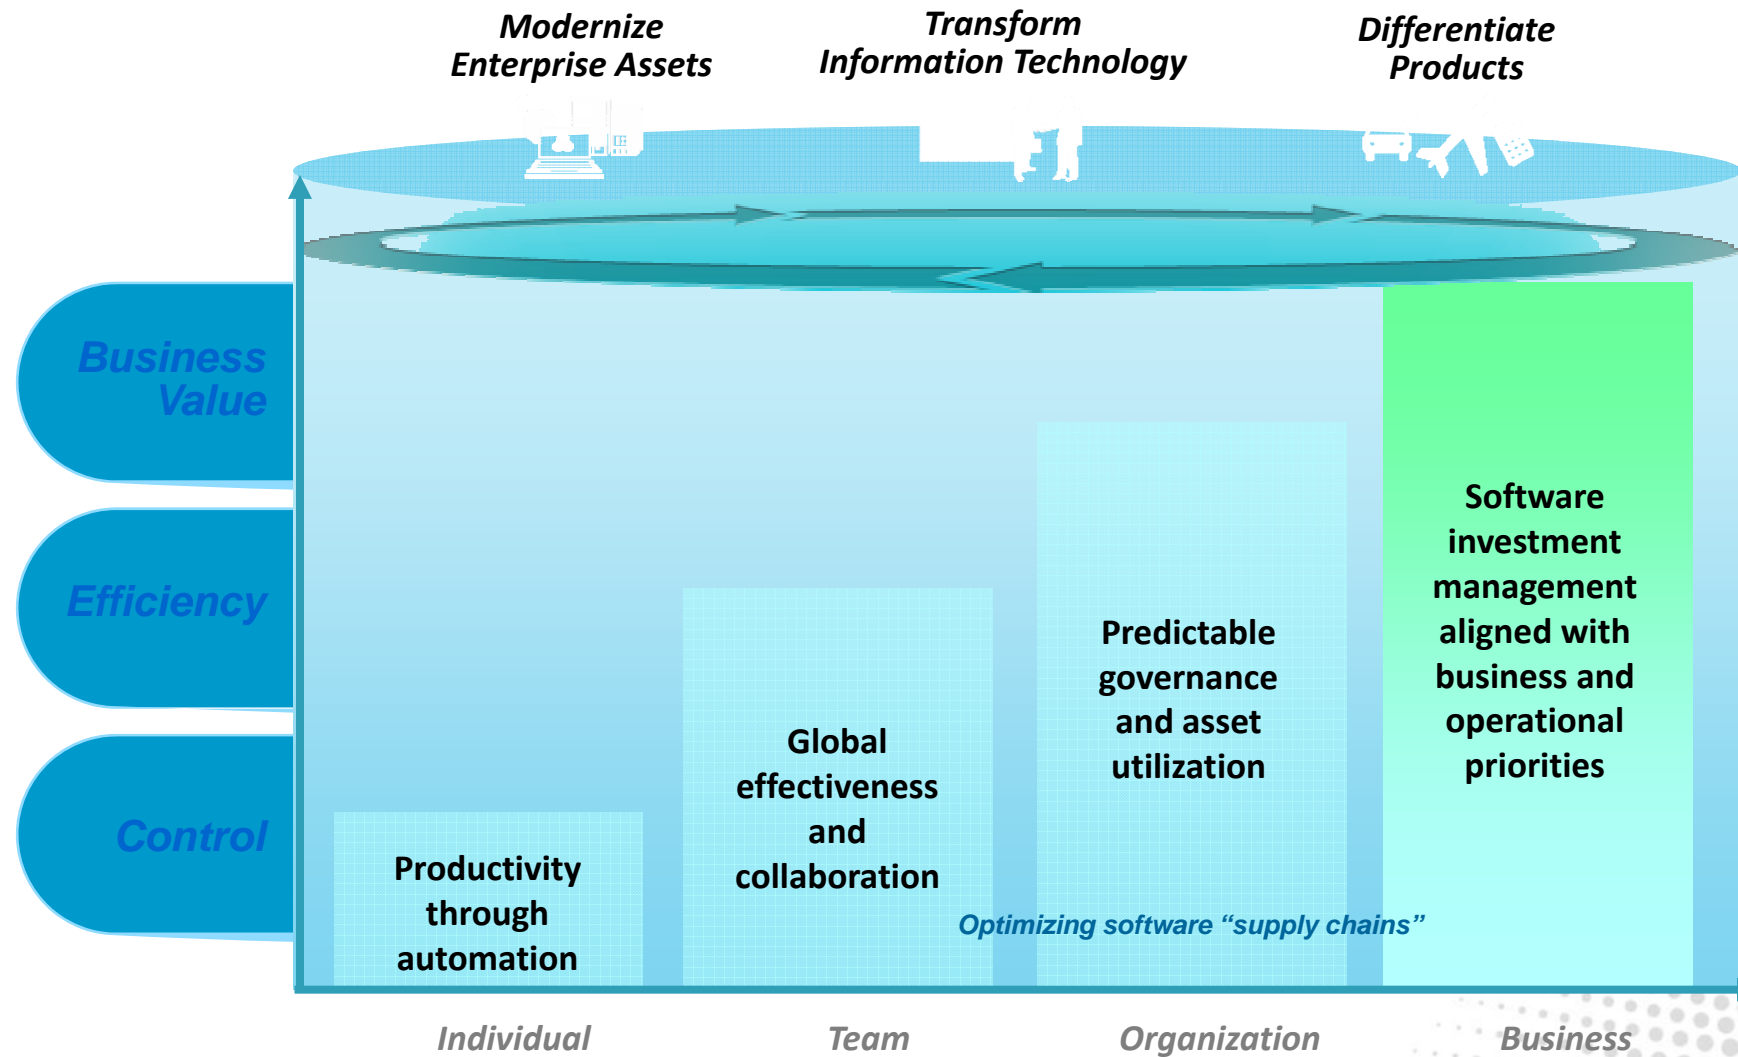 Modernize
Enterprise Assets
Transform
Information Technology
Differentiate
Products
Business
Value
Efficiency
Control
Productivity
through
automation
Global
effectiveness
and
collaboration
Predictable
governance
and asset
utilization
Software
investment
management
aligned with
business and
operational
priorities
Optimizing software “supply chains”
Individual
Team
Organization
Business